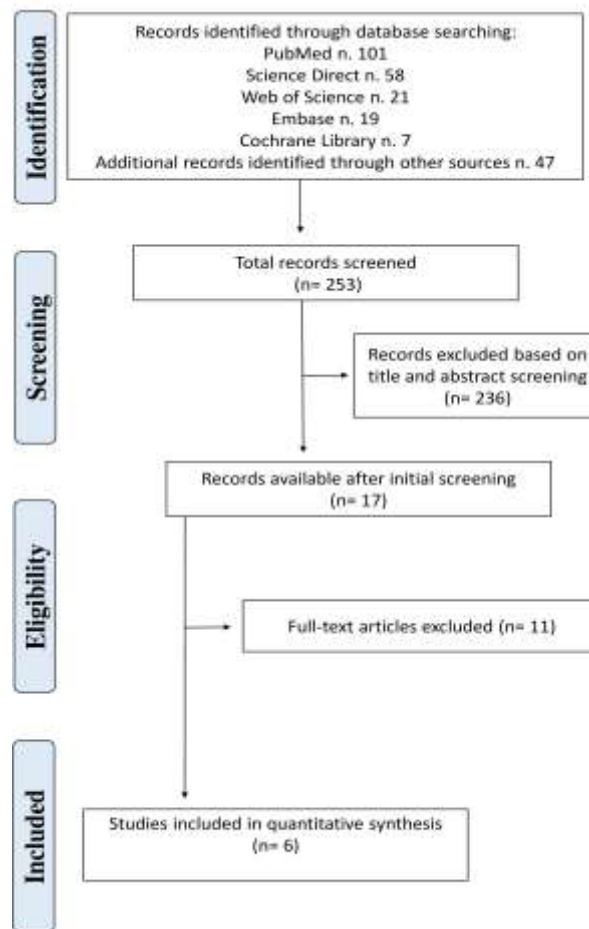 Identification
Records identified through database searching:
PubMed n. 101
Science Direct n. 58
Web of Science n. 21
Embase n. 19
Cochrane Library n. 7
Additional records identified through other sources n. 47
Screening
Total records screened
(n= 253)
Records excluded based on
title and abstract screening
(n= 236)
Records available after initial screening
(n= 17)
Eligibility
Full-text articles excluded (n= 11)
Included
Studies included in quantitative synthesis
(n= 6)